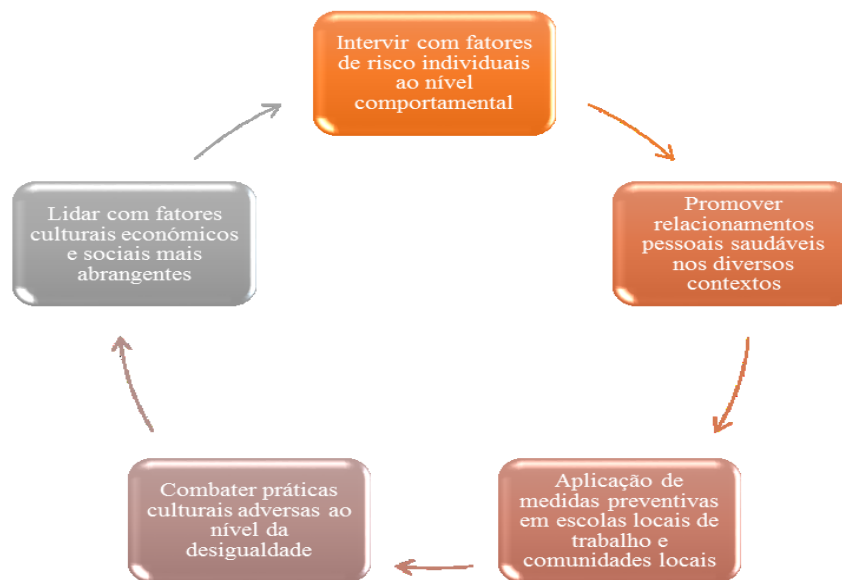 Intervir com fatores
de risco individuais
ao nível
comportamental
Promover
relacionamentos
pessoais saudáveis
nos diversos
contextos
Aplicação de
medidas preventivas
em escolas locais de
trabalho e
comunidades locais
Combater práticas
culturais adversas ao
nível da
desigualdade
Lidar com fatores
culturais económicos
e sociais mais
abrangentes